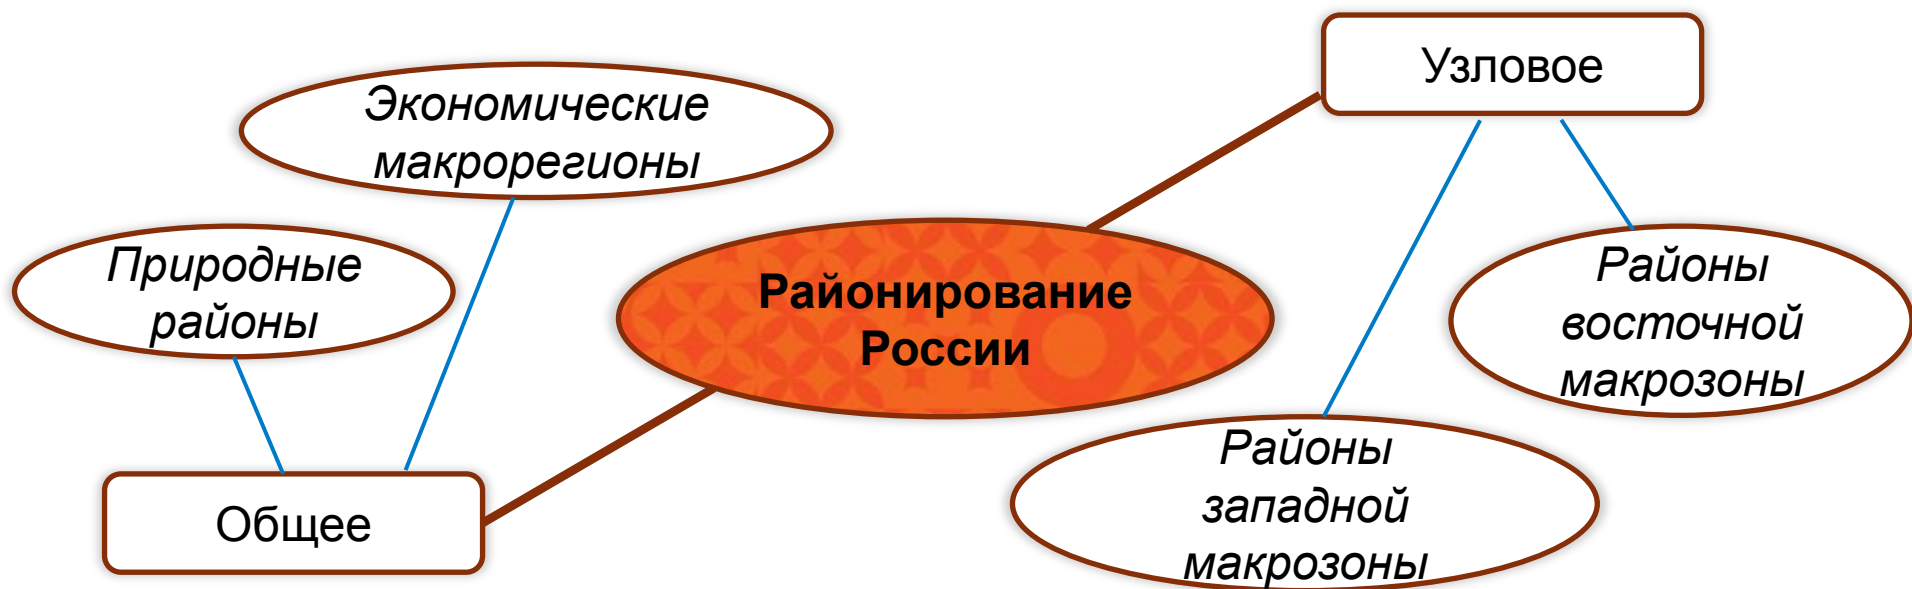 Узловое
Экономические
макрорегионы
Природные
районы
Районирование
России
Районы
восточной
макрозоны
Районы
западной
макрозоны
Общее